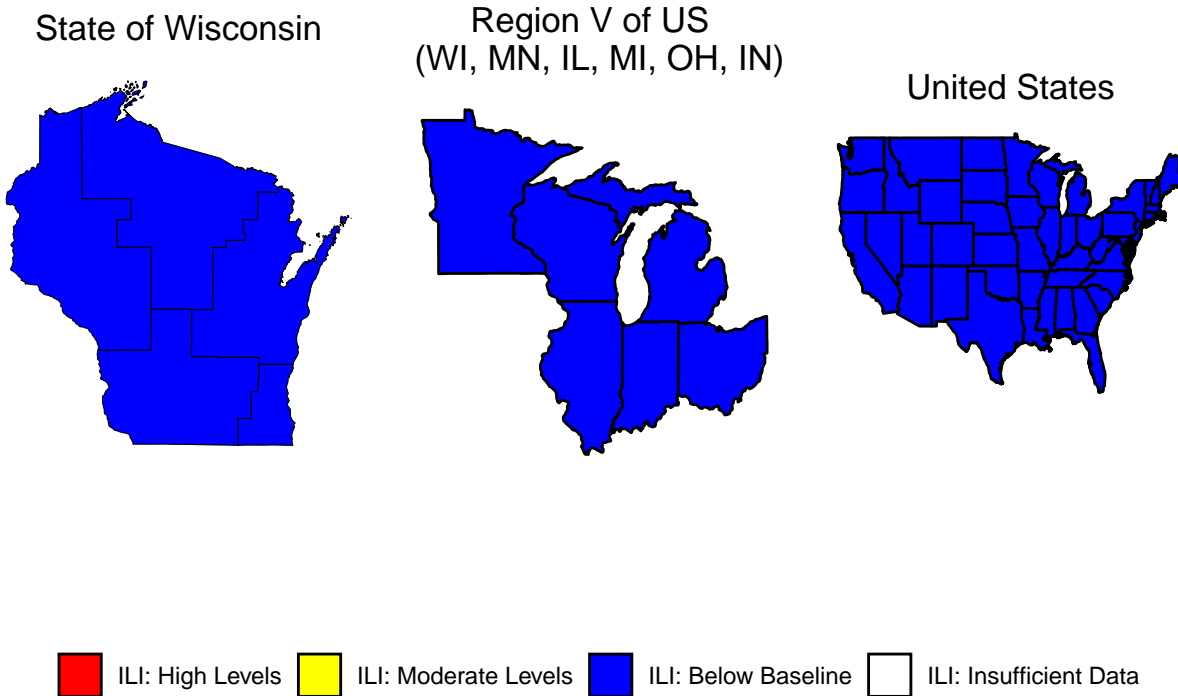 State of Wisconsin
Region V of US
(WI, MN, IL, MI, OH, IN)
United States
ILI: High Levels
ILI: Moderate Levels
ILI: Below Baseline
ILI: Insufficient Data